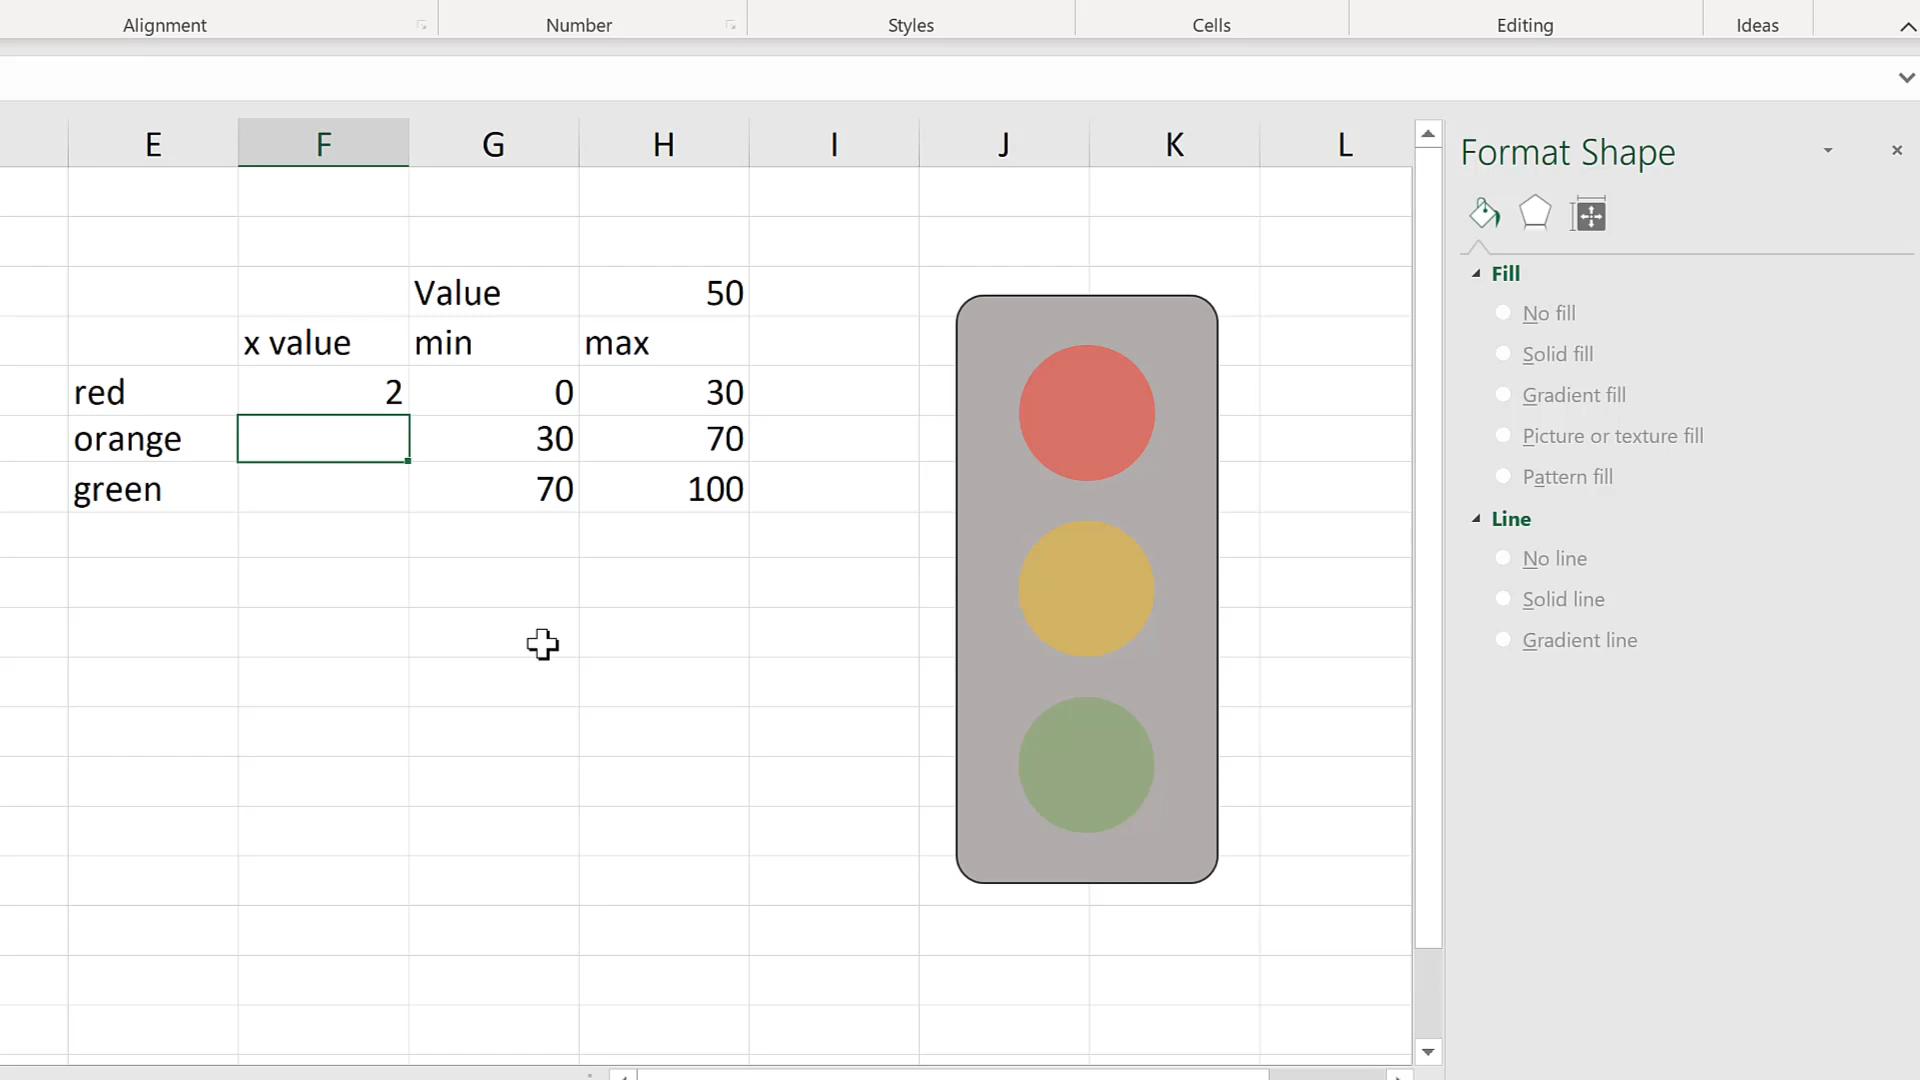 Alignment Number Styles Cells Editing Ideas
E F G H I J K L
Value 50
x value min max
red 2 0 30
orange 30 70
green 70 100
Format Shape
Fill
No fill
Solid fill
Gradient fill
Picture or texture fill
Pattern fill
Line
No line
Solid line
Gradient line